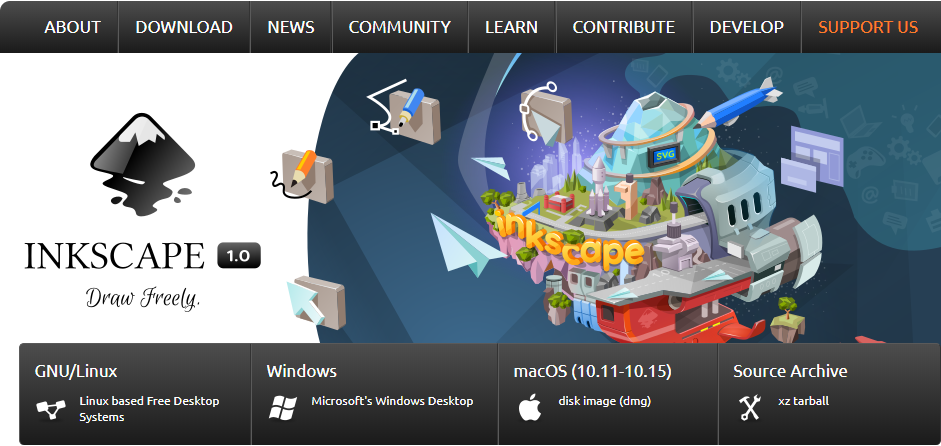 ABOUT DOWNLOAD NEWS COMMUNITY LEARN CONTRIBUTE DEVELOP SUPPORT US
SVG
inkscape
INKSCAPE 1.0
Draw Freely.
GNU/Linux
Linux based Free Desktop
Systems
Windows
Microsoft's Windows Desktop
macOS (10.11-10.15)
disk image (dmg)
Source Archive
xz tarball